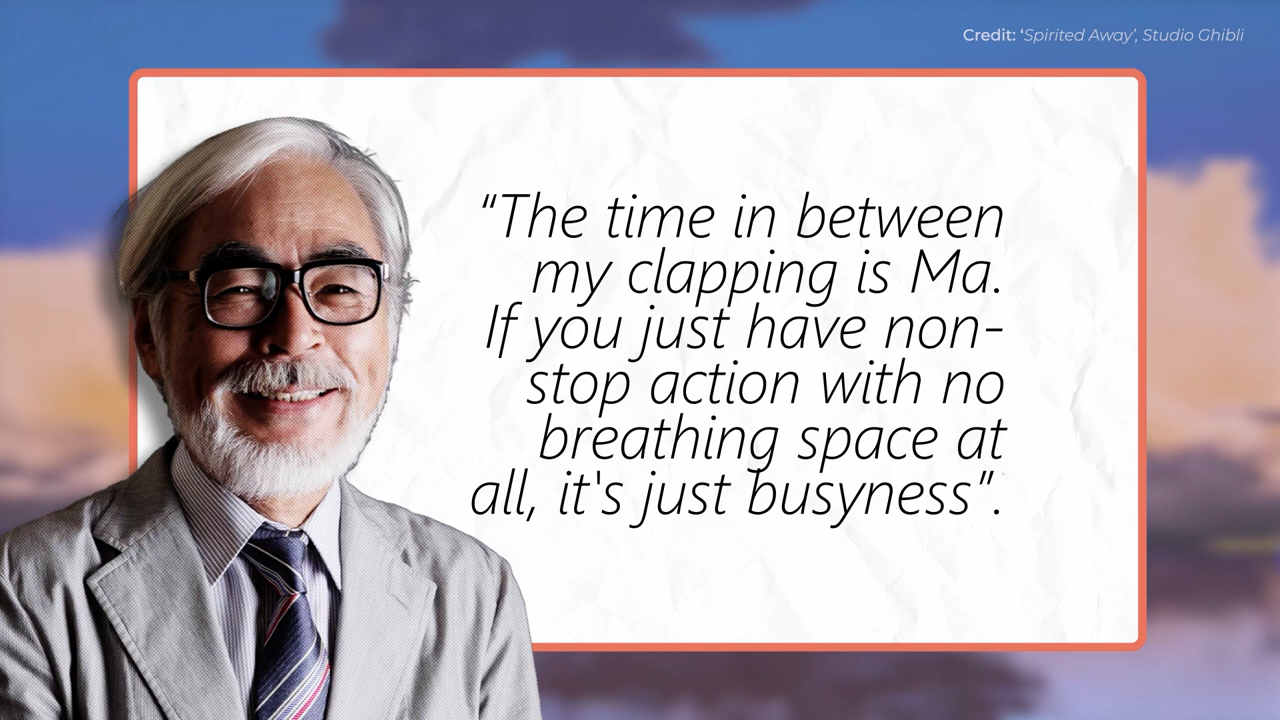 Credit: ‘Spirited Away’, Studio Ghibli
"The time in between
my clapping is Ma.
If you just have non-
stop action with no
breathing space at
all, it's just busyness”.